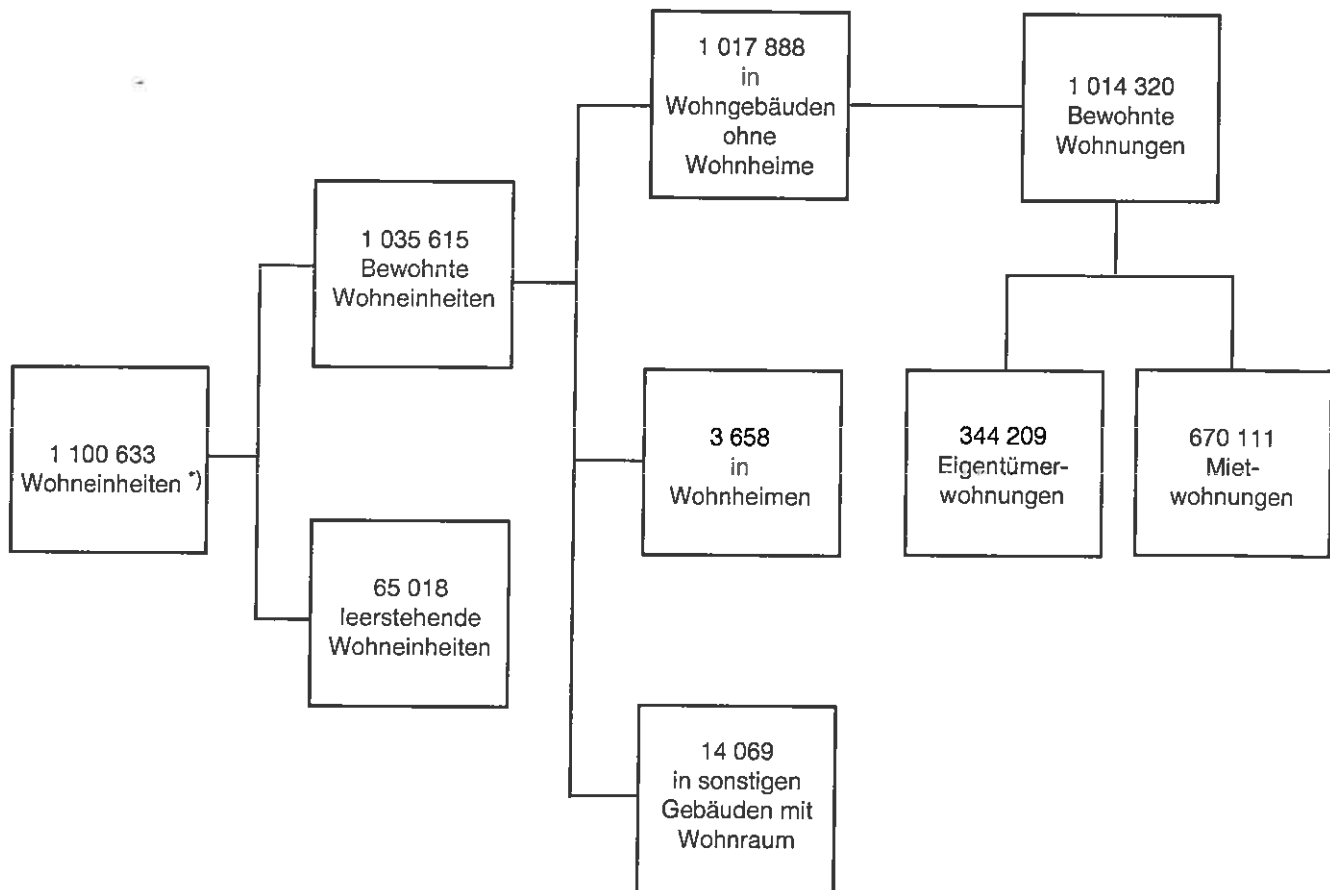 1 017 888
in
Wohngebäuden
ohne
Wohnheime
1 014 320
Bewohnte
Wohnungen
1 035 615
Bewohnte
Wohneinheiten
1 100 633
Wohneinheiten *)
3 658
in
Wohnheimen
344 209
Eigentümer-
wohnungen
670 111
Miet-
wohnungen
65 018
leerstehende
Wohneinheiten
14 069
in sonstigen
Gebäuden mit
Wohnraum